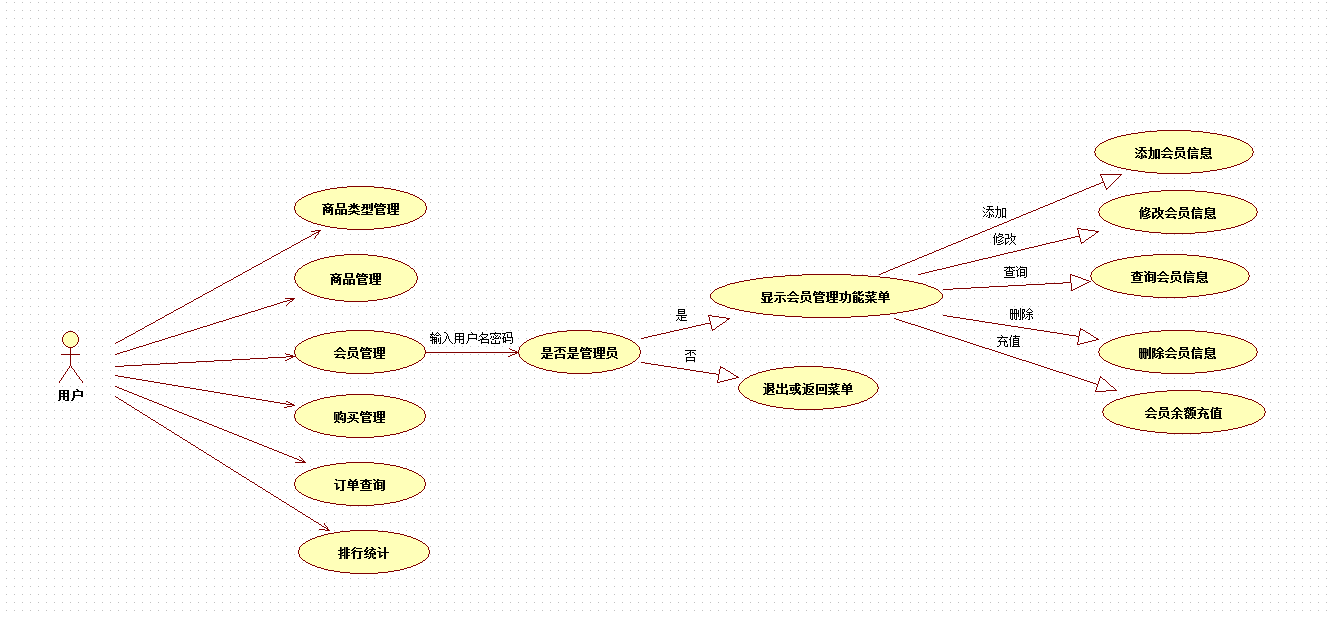 用户
商品类型管理
商品管理
会员管理
购买管理
订单查询
排行统计
输入用户名密码
是否是管理员
是
否
显示会员管理功能菜单
退出或返回菜单
添加
修改
查询
删除
充值
添加会员信息
修改会员信息
查询会员信息
删除会员信息
会员余额充值